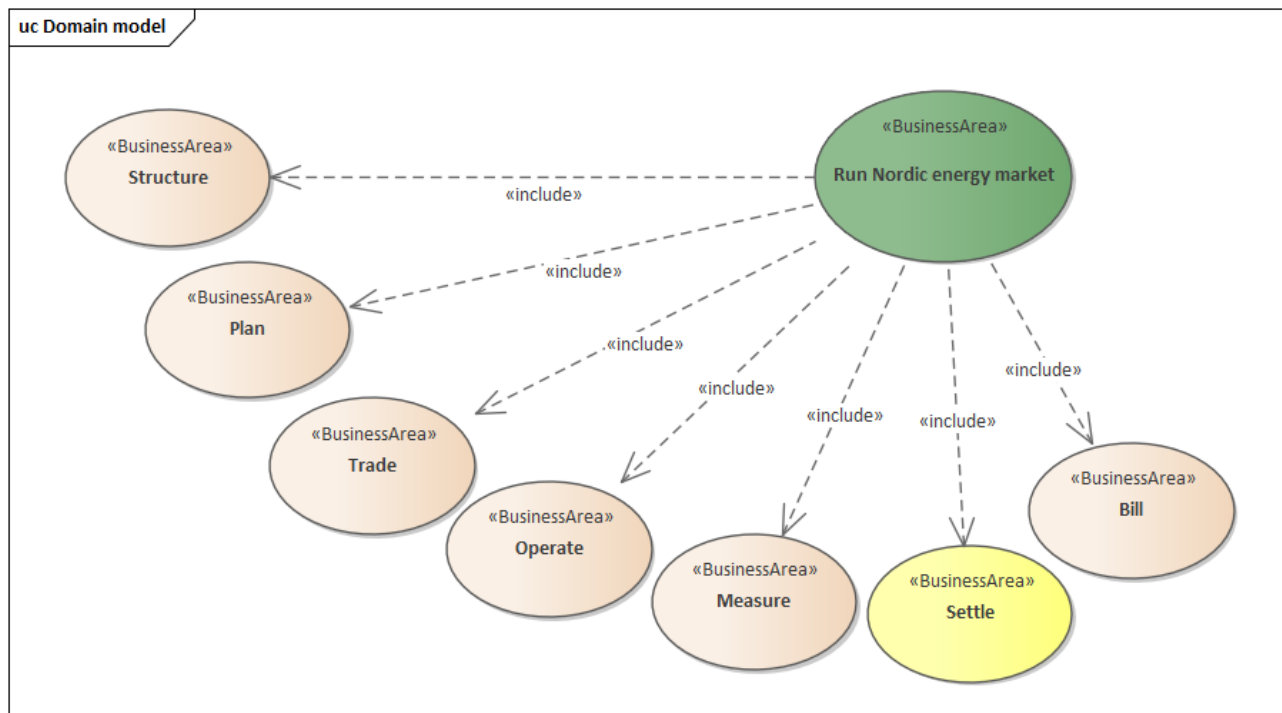 uc Domain model
«BusinessArea»
Run Nordic energy market
«BusinessArea»
Structure
«include»
«BusinessArea»
Plan
«include»
«BusinessArea»
Trade
«include»
«BusinessArea»
Operate
«include»
«BusinessArea»
Measure
«include»
«BusinessArea»
Settle
«include»
«BusinessArea»
Bill
«include»